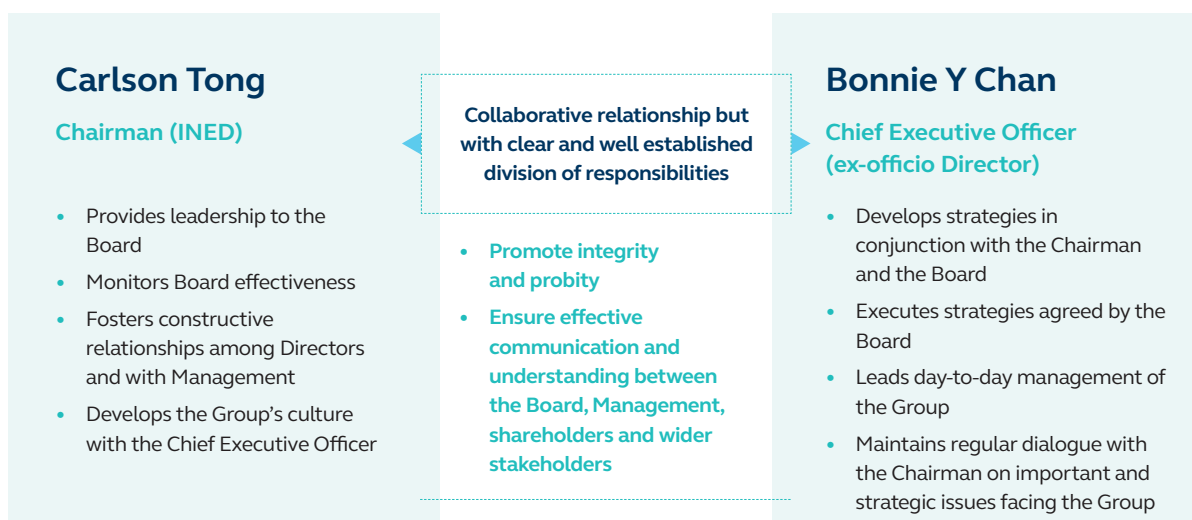 Carlson Tong
Chairman (INED)
• Provides leadership to the
Board
• Monitors Board effectiveness
• Fosters constructive
relationships among Directors
and with Management
• Develops the Group’s culture
with the Chief Executive Officer
Collaborative relationship but
with clear and well established
division of responsibilities
• Promote integrity
and probity
• Ensure effective
communication and
understanding between
the Board, Management,
shareholders and wider
stakeholders
Bonnie Y Chan
Chief Executive Officer
(ex-officio Director)
• Develops strategies in
conjunction with the Chairman
and the Board
• Executes strategies agreed by the
Board
• Leads day-to-day management of
the Group
• Maintains regular dialogue with
the Chairman on important and
strategic issues facing the Group